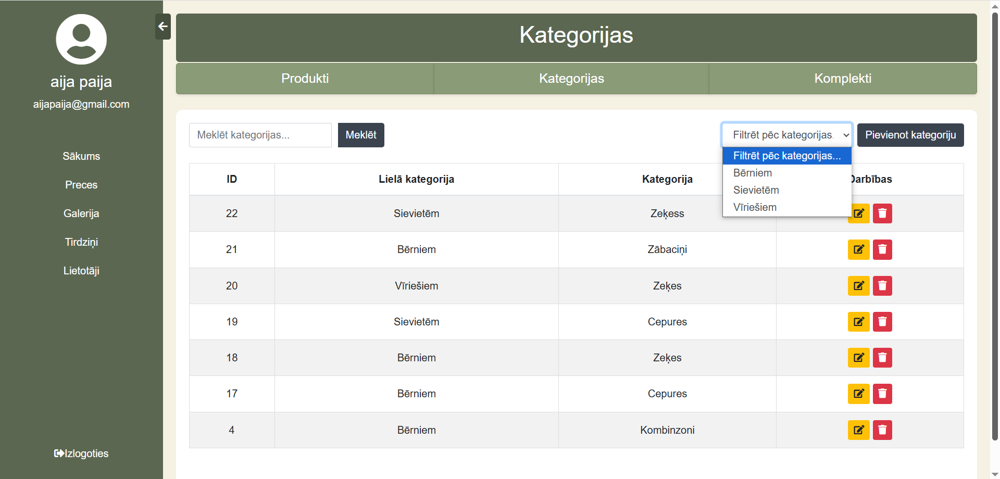 aija paija
aijapaija@gmail.com
Sākums
Preces
Galerija
Tirdziņi
Lietotāji
Izlogoties
Kategorijas
Produkti Kategorijas Komplekti
Meklēt kategorijas... Meklēt Filtrēt pēc kategorijas. Pievienot kategoriju
Filtrēt pēc kategorijas...
Bērniem
Sievietēm
Vīriešiem
ID Lielā kategorija Kategorija Darbības
22 Sievietēm Zeķess
21 Bērniem Zābaciņi
20 Vīriešiem Zeķes
19 Sievietēm Cepures
18 Bērniem Zeķes
17 Bērniem Cepures
4 Bērniem Kombinzoni